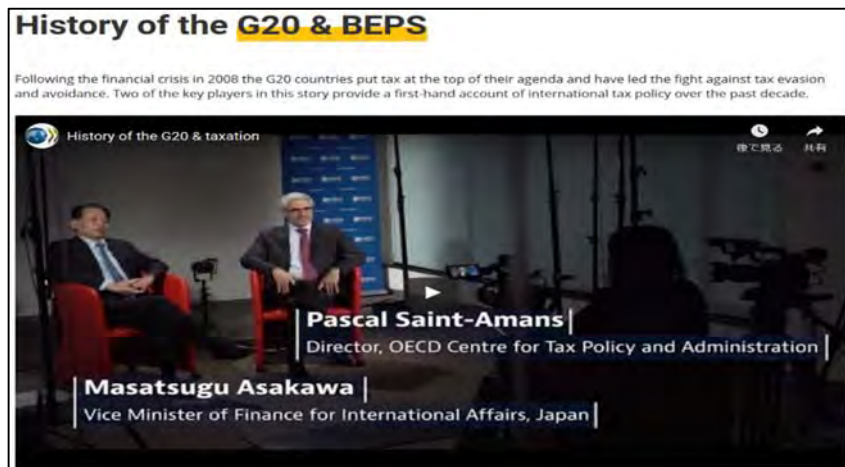 History of the G20 & BEPS
Following the financial crisis in 2008 the G20 countries put tax at the top of their agenda and have led the fight against tax evasion
and avoidance. Two of the key players in this story provide a first-hand account of international tax policy over the past decade.
History of the G20 & taxation
後で見る 共有
Pascal Saint-Amans
Director, OECD Centre for Tax Policy and Administration
Masatsugu Asakawa
Vice Minister of Finance for International Affairs, Japan